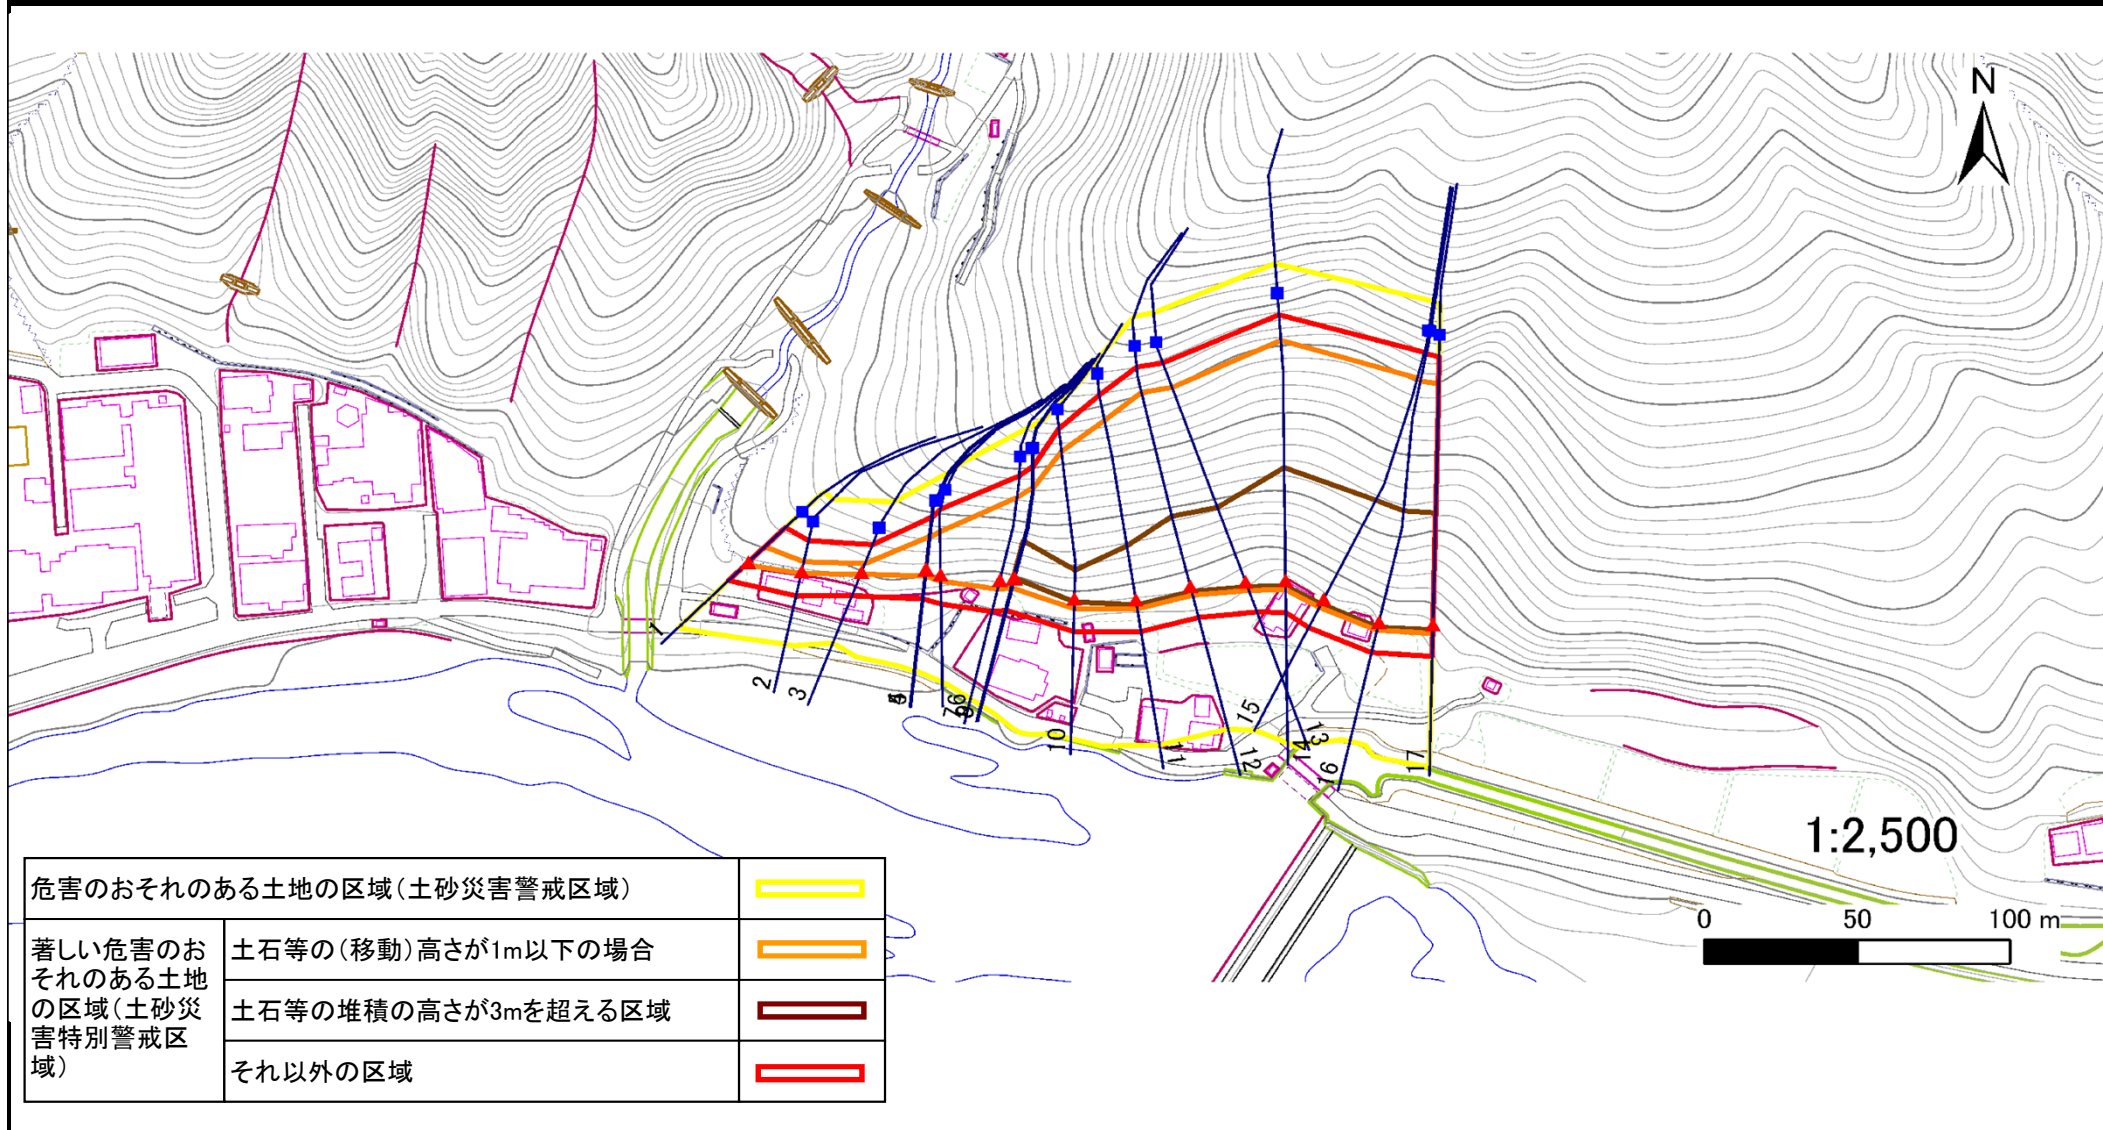 N
1
2
3
7
10
11
12
13
14
15
16
17
1:2,500
0 50 100 m
危害のおそれのある土地の区域(土砂災害警戒区域)
著しい危害のお
それのある土地
の区域(土砂災
害特別警戒区
域)
土石等の(移動)高さが1m以下の場合
土石等の堆積の高さが3mを超える区域
それ以外の区域